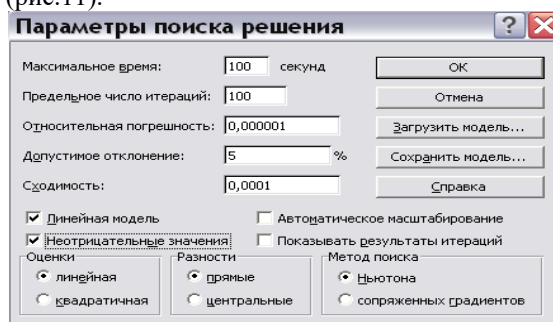 (рис.11).
Параметры поиска решения
Максимальное время: 100 секунд OK
Предельное число итераций: 100 Отмена
Относительная погрешность: 0,000001 Загрузить модель...
Допустимое отклонение: 5 % Сохранить модель...
Сходимость: 0,0001 Справка
Линейная модель Автоматическое масштабирование
Неотрицательные значения Показывать результаты итераций
Оценки Разности Метод поиска
линейная прямые Ньютона
квадратичная центральные сопряженных градиентов